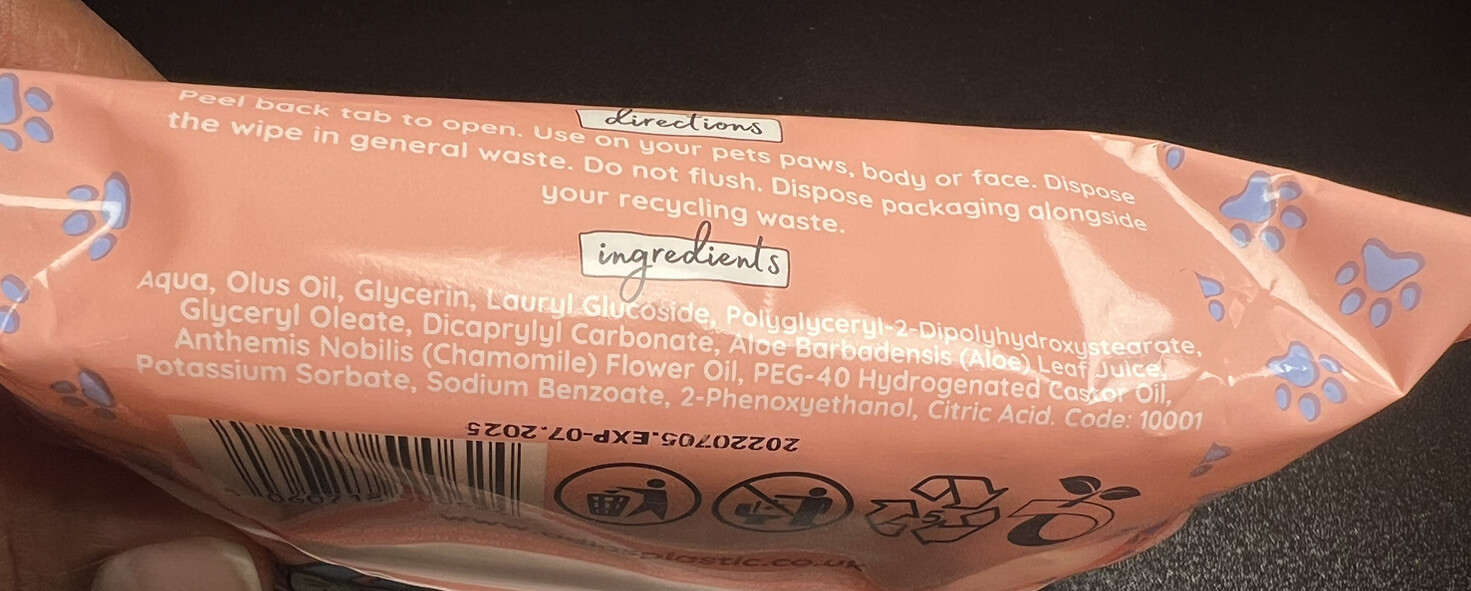 directions
Peel back tab to open. Use on your pets paws, body or face. Dispose
the wipe in general waste. Do not flush. Dispose packaging alongside
your recycling waste.
ingredients
Aqua, Olus Oil, Glycerin, Lauryl Glucoside, Polyglyceryl-2-Dipolyhydroxystearate,
Glyceryl Oleate, Dicaprylyl Carbonate, Aloe Barbadensis (Aloe) Leaf Juice,
Anthemis Nobilis (Chamomile) Flower Oil, PEG-40 Hydrogenated Castor Oil,
Potassium Sorbate, Sodium Benzoate, 2-Phenoxyethanol, Citric Acid. Code: 10001
20220705.EXP-07.2025